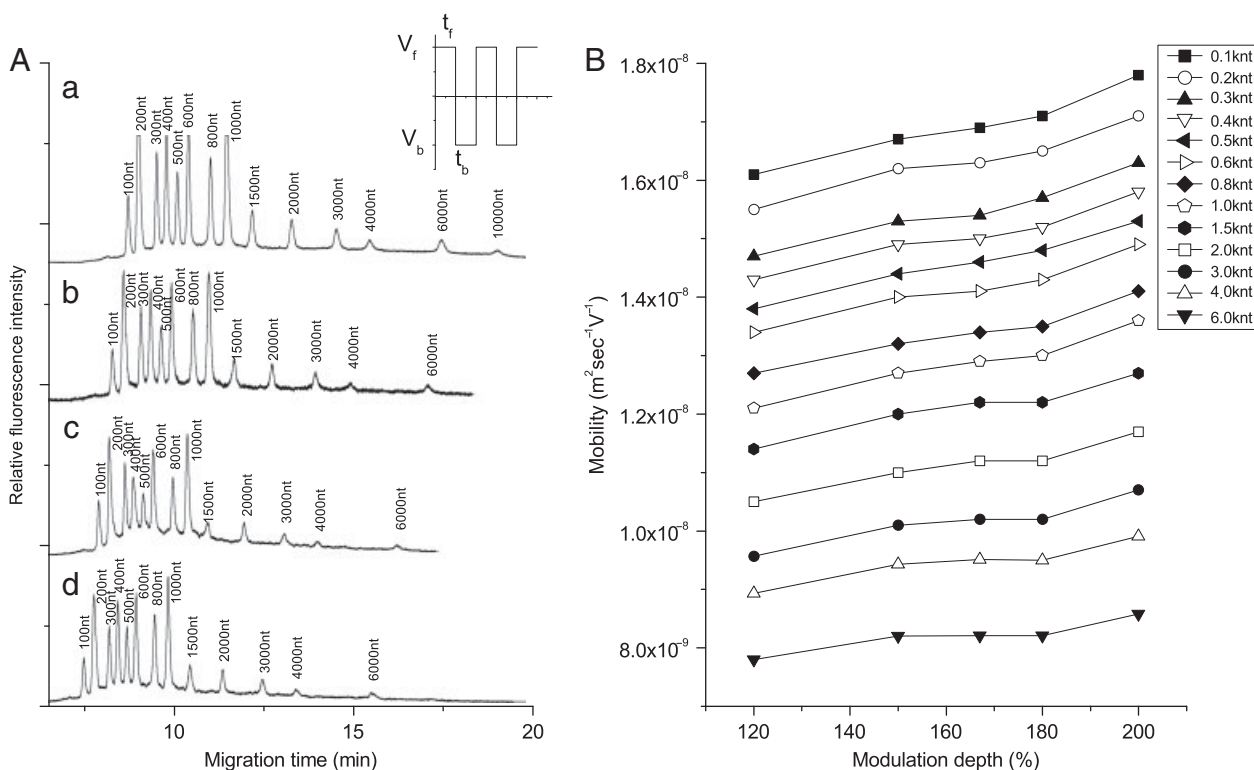 A
a
100nt
200nt
300nt
400nt
500nt
600nt
800nt
1000nt
1500nt
2000nt
3000nt
4000nt
6000nt
10000nt
V_f
t_f
V_b
t_b
b
100nt
200nt
300nt
400nt
500nt
600nt
800nt
1000nt
1500nt
2000nt
3000nt
4000nt
6000nt
c
100nt
200nt
300nt
400nt
500nt
600nt
800nt
1000nt
1500nt
2000nt
3000nt
4000nt
6000nt
d
100nt
200nt
300nt
400nt
500nt
600nt
800nt
1000nt
1500nt
2000nt
3000nt
4000nt
6000nt
Relative fluorescence intensity
10 15 20
Migration time (min)
B
1.8x10⁻⁸
1.6x10⁻⁸
1.4x10⁻⁸
1.2x10⁻⁸
1.0x10⁻⁸
8.0x10⁻⁹
Mobility (m²sec⁻¹V⁻¹)
120 140 160 180 200
Modulation depth (%)
0.1knt
0.2knt
0.3knt
0.4knt
0.5knt
0.6knt
0.8knt
1.0knt
1.5knt
2.0knt
3.0knt
4.0knt
6.0knt